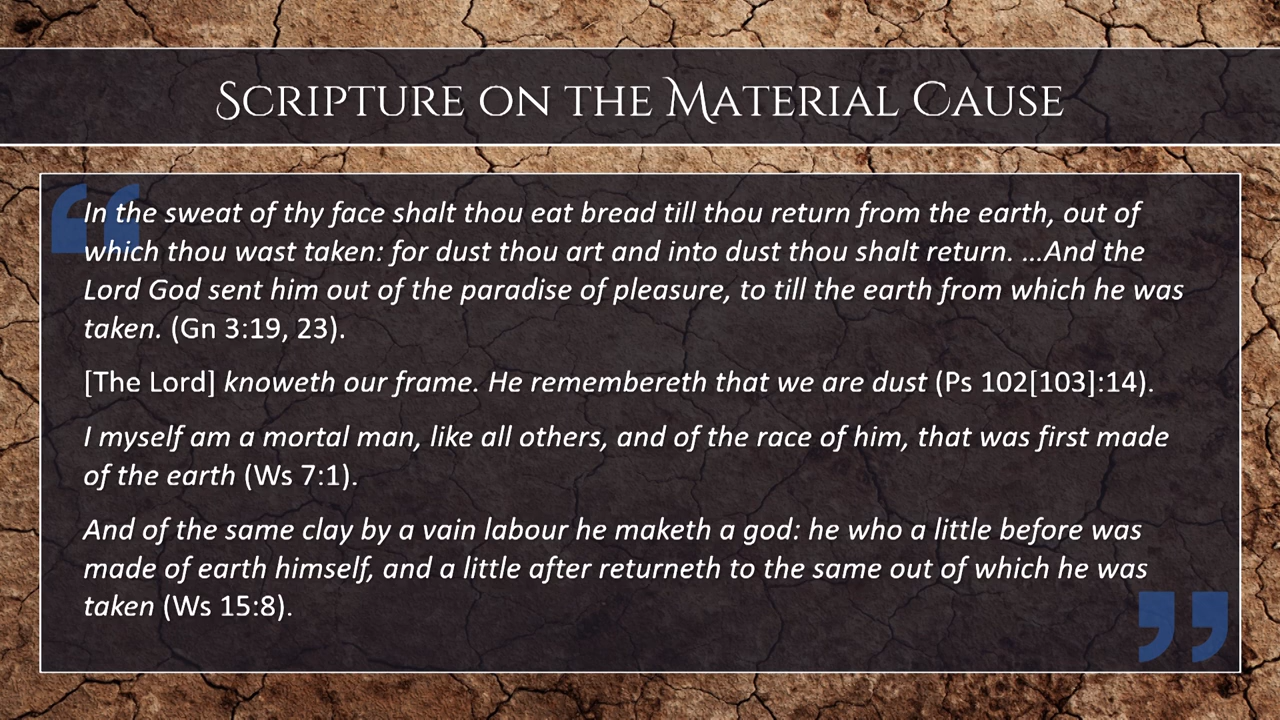 Scripture on the Material Cause
In the sweat of thy face shalt thou eat bread till thou return from the earth, out of
which thou wast taken: for dust thou art and into dust thou shalt return. ...And the
Lord God sent him out of the paradise of pleasure, to till the earth from which he was
taken. (Gn 3:19, 23).
[The Lord] knoweth our frame. He remembereth that we are dust (Ps 102[103]:14).
I myself am a mortal man, like all others, and of the race of him, that was first made
of the earth (Ws 7:1).
And of the same clay by a vain labour he maketh a god: he who a little before was
made of earth himself, and a little after returneth to the same out of which he was
taken (Ws 15:8).